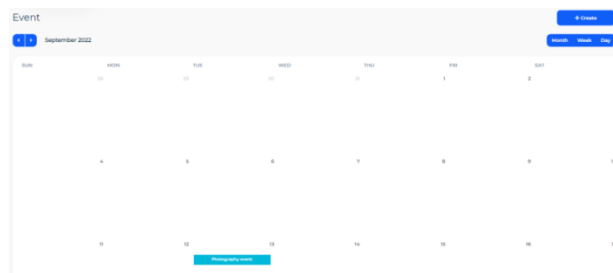 Event
+ Create
September 2022
Month Week Day
SUN MON TUE WED THU FRI SAT
28 29 30 31 1 2
4 5 6 7 8 9
11 12 13 14 15 16
Photography event